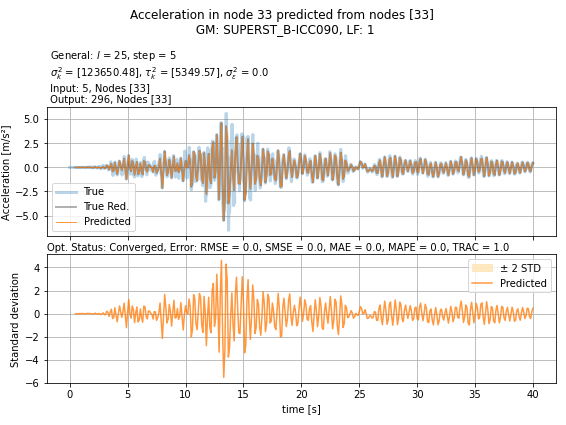 Acceleration in node 33 predicted from nodes [33]
GM: SUPERST_B-ICC090, LF: 1
General: l = 25, step = 5
σ²ₖ = [123650.48], τ²ₖ = [5349.57], σ²ₑ = 0.0
Input: 5, Nodes [33]
Output: 296, Nodes [33]
Acceleration [m/s²]
5.0
2.5
0.0
−2.5
−5.0
True
True Red.
Predicted
Opt. Status: Converged, Error: RMSE = 0.0, SMSE = 0.0, MAE = 0.0, MAPE = 0.0, TRAC = 1.0
Standard deviation
4
2
0
−2
−4
−6
± 2 STD
Predicted
0 5 10 15 20 25 30 35 40
time [s]